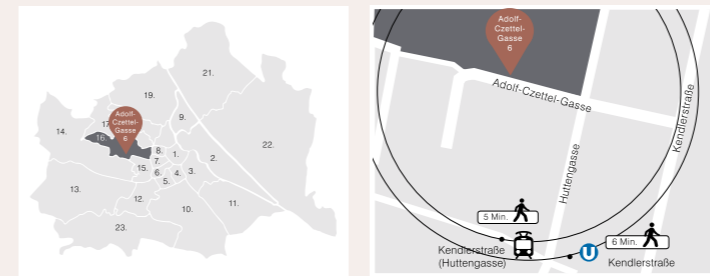 21.
19.
9.
Adolf-
Czettel-
Gasse
6
17.
16.
14.
22.
8.
1.
7.
2.
15.
6.
4.
3.
5.
13.
12.
10.
11.
23.
Adolf-
Czettel-
Gasse
6
Adolf-Czettel-Gasse
Kendlerstraße
Huttengasse
5 Min.
6 Min.
Kendlerstraße
(Huttengasse)
U
Kendlerstraße